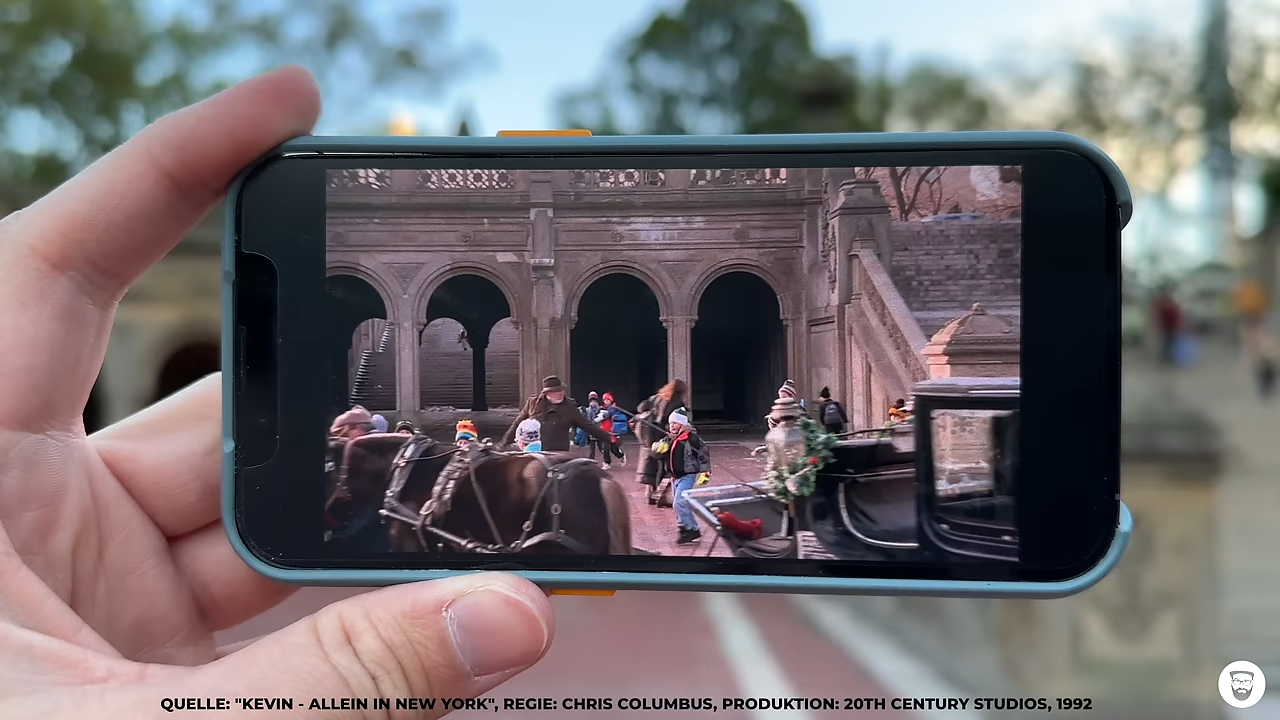 QUELLE: "KEVIN - ALLEIN IN NEW YORK", REGIE: CHRIS COLUMBUS, PRODUKTION: 20TH CENTURY STUDIOS, 1992